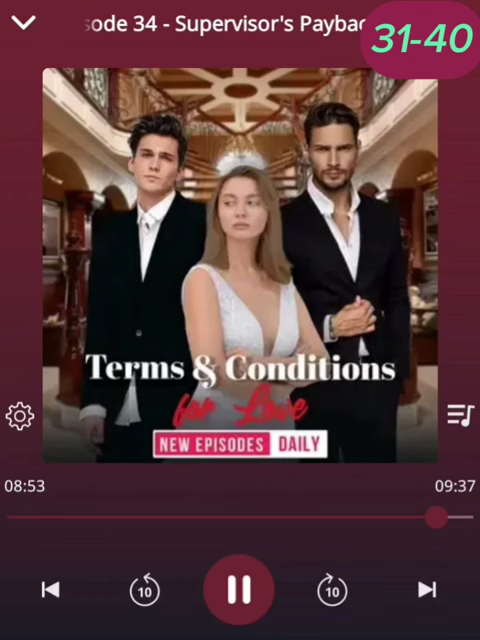 sode 34 - Supervisor's Paybac
31-40
Terms & Conditions
for Love
NEW EPISODES DAILY
08:53
09:37
10
10